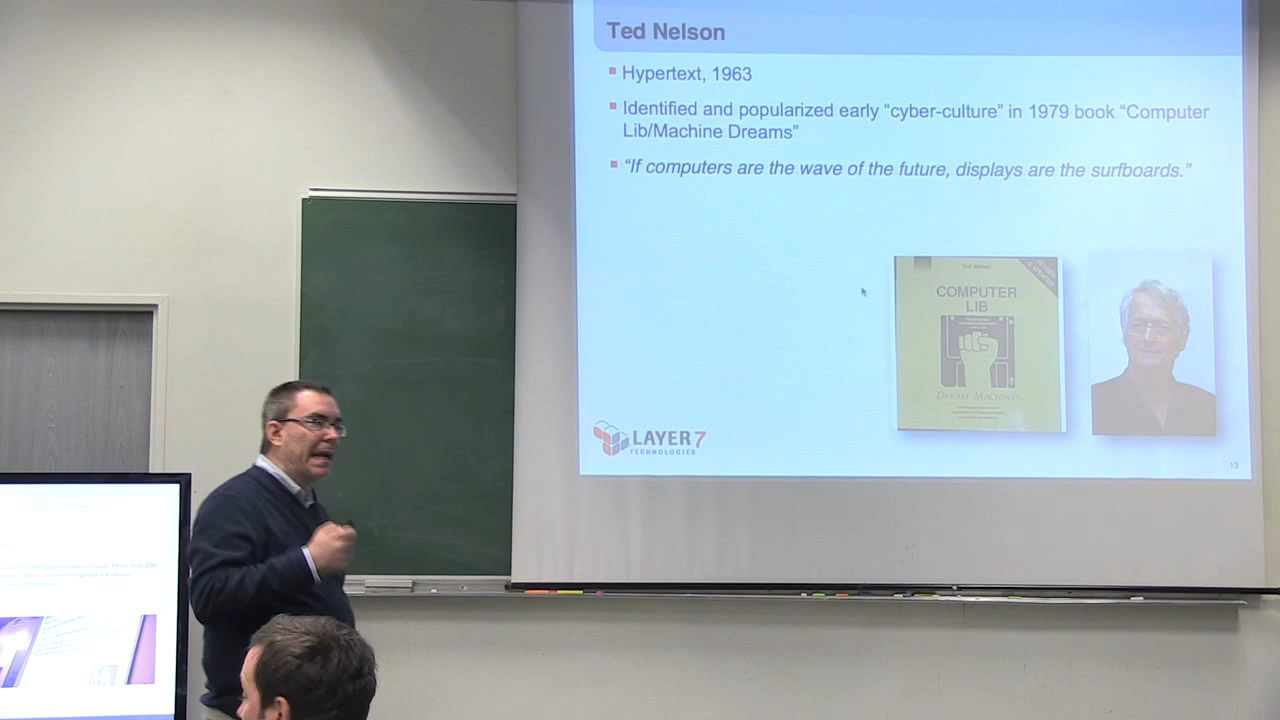 Ted Nelson
Hypertext, 1963
Identified and popularized early “cyber-culture” in 1979 book “Computer
Lib/Machine Dreams”
“If computers are the wave of the future, displays are the surfboards.”
Ted Nelson
COMPUTER
LIB
DREAM MACHINES
LAYER 7
TECHNOLOGIES
13